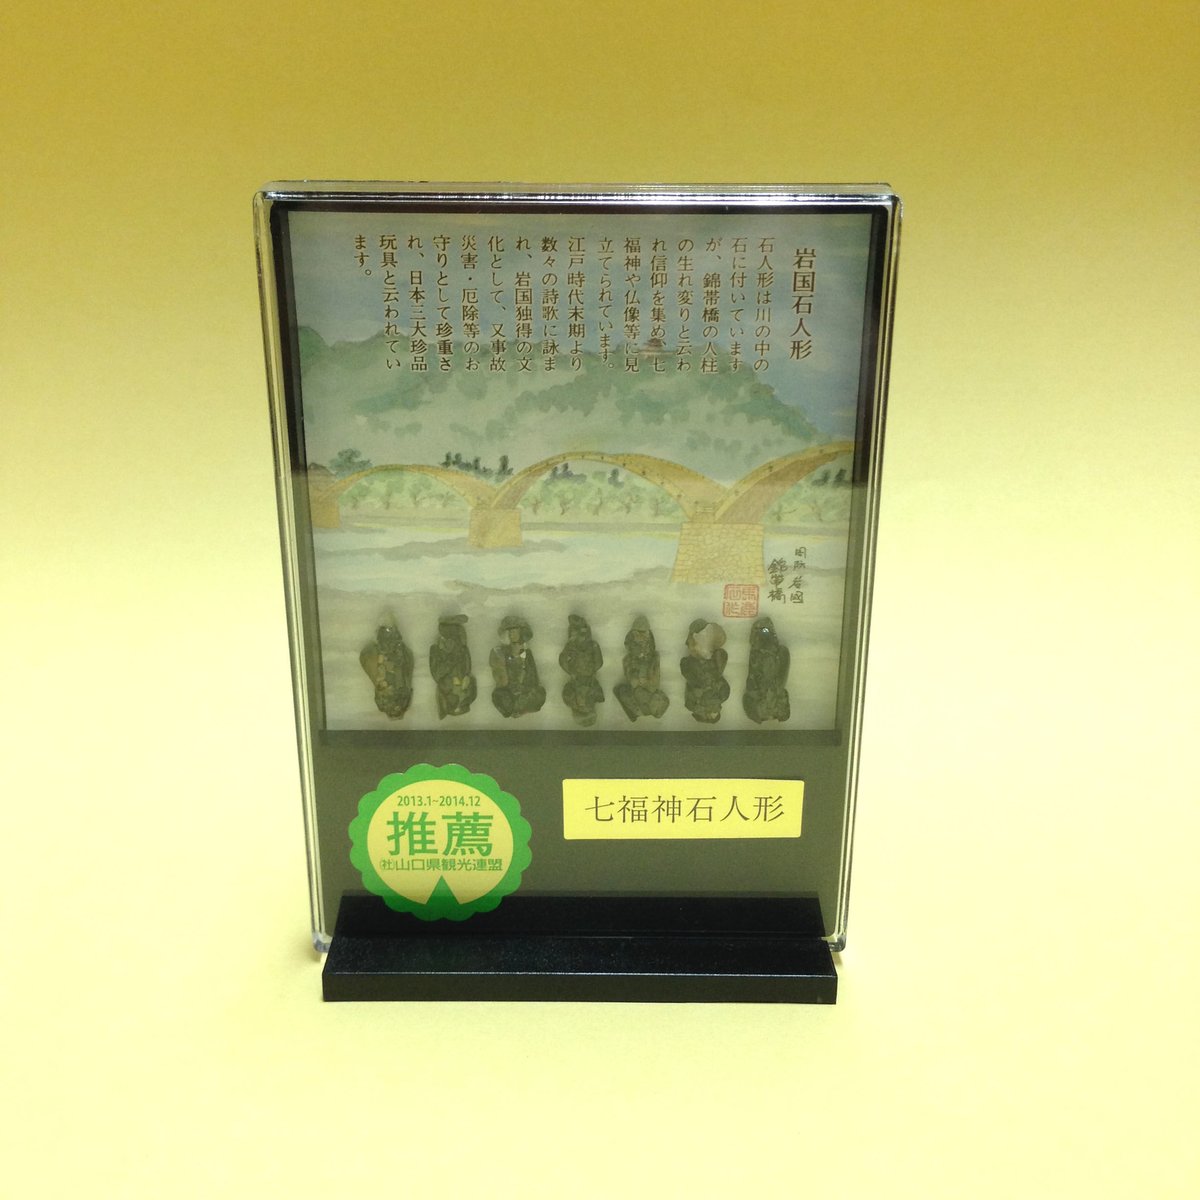 岩国石人形
石人形は川の中の
石に付いています
が、錦帯橋の人柱
の生れ変りと云わ
れ信仰を集め、七
福神や仏像等に見
立てられています。
江戸時代末期より
数々の詩歌に詠ま
れ、岩国独得の文
化として、又事故
災害・厄除等のお
守りとして珍重さ
れ、日本三大珍品
玩具と云われてい
ます。
周防 岩國
錦帯橋
七福神石人形
2013.1~2014.12
推薦
㈳山口県観光連盟